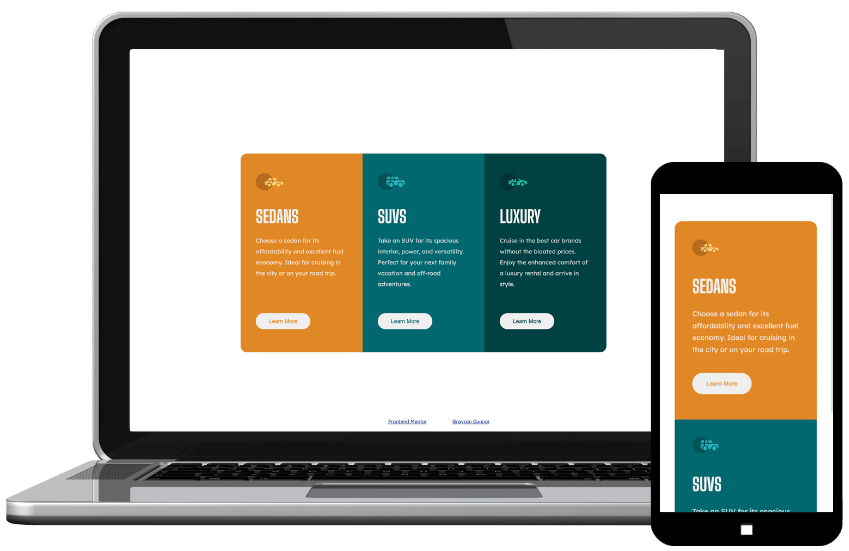 SEDANS
Choose a sedan for its
affordability and excellent fuel
economy. Ideal for cruising in
the city or on your road trip.
Learn More
SUVS
Take an SUV for its spacious
interior, power, and versatility.
Perfect for your next family
vacation and off-road
adventures.
Learn More
LUXURY
Cruise in the best car brands
without the bloated prices.
Enjoy the enhanced comfort of
a luxury rental and arrive in
style.
Learn More
Frontend Mentor
SEDANS
Choose a sedan for its
affordability and excellent fuel
economy. Ideal for cruising in
the city or on your road trip.
Learn More
SUVS
Take an SUV for its spacious